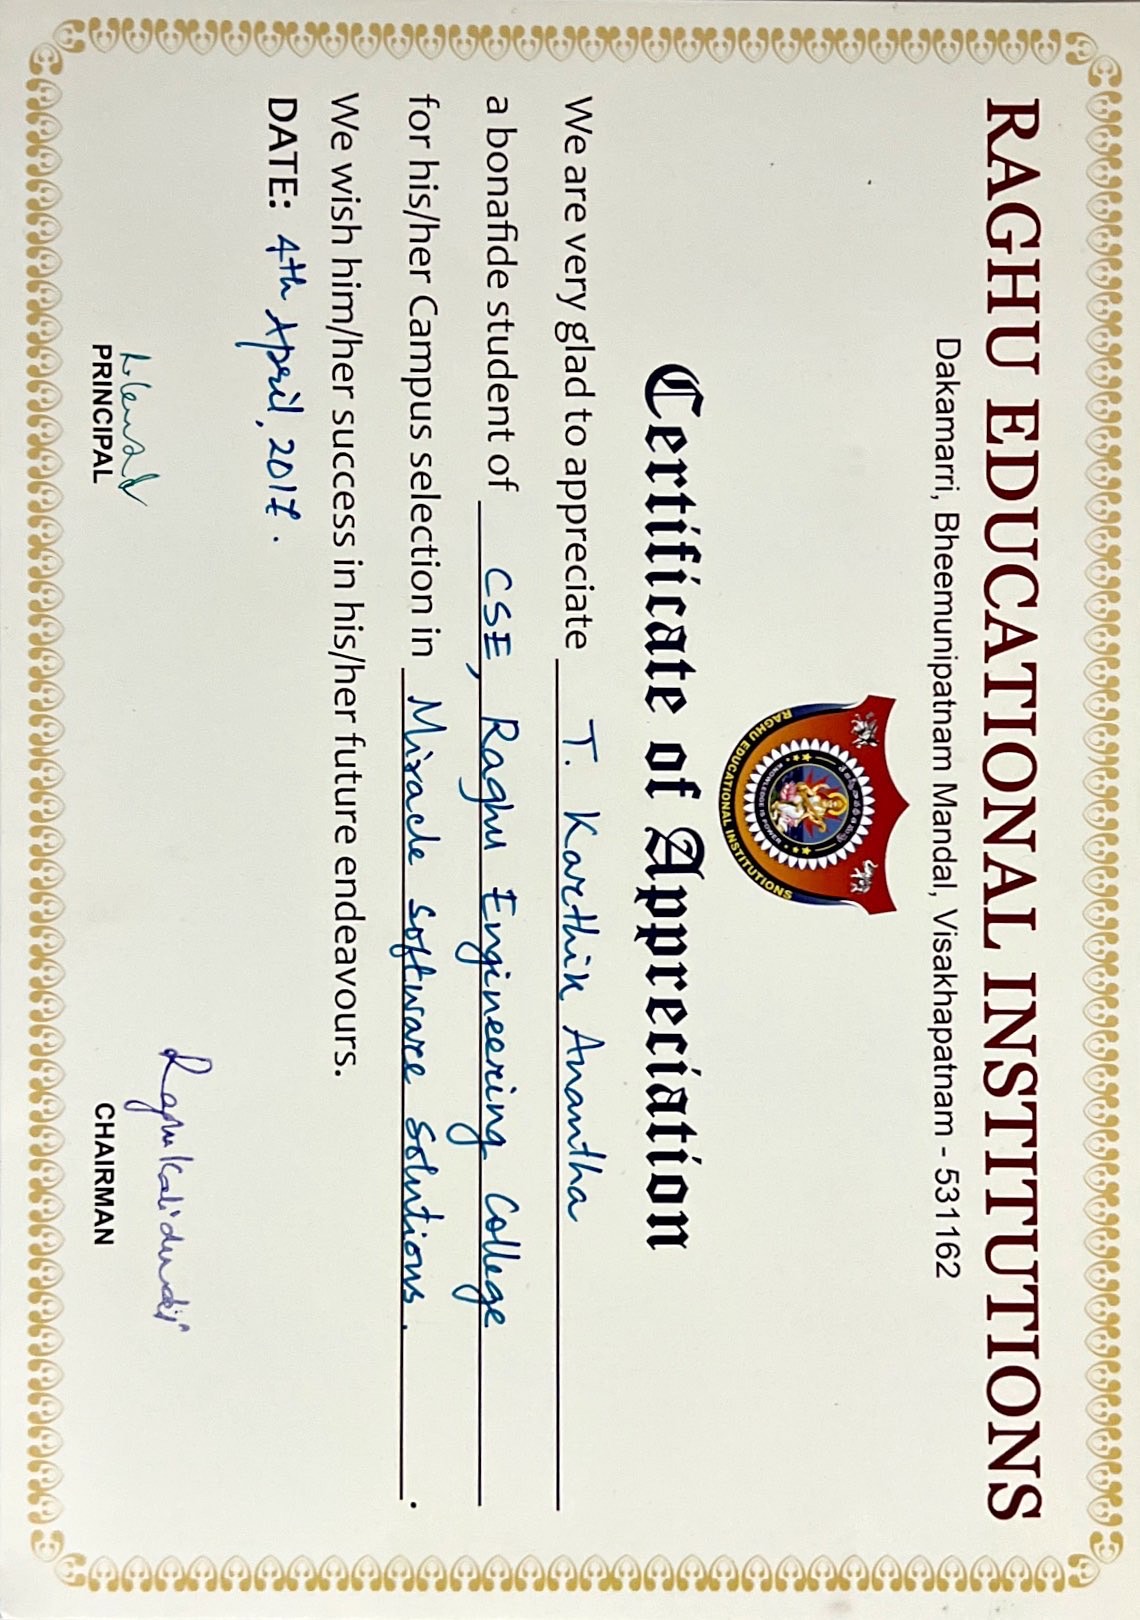 RAGHU EDUCATIONAL INSTITUTIONS
Dakamarri, Bheemunipatnam Mandal, Visakhapatnam - 531162
KNOWLEDGE IS POWER
RAGHU EDUCATIONAL INSTITUTIONS
Certificate of Appreciation
We are very glad to appreciate T. Karthik Anantha
a bonafide student of CSE, Raghu Engineering College
for his/her Campus selection in Miracle Software Solutions. .
We wish him/her success in his/her future endeavours.
DATE: 4th April, 2017.
Raghu Kalidindi
PRINCIPAL
CHAIRMAN